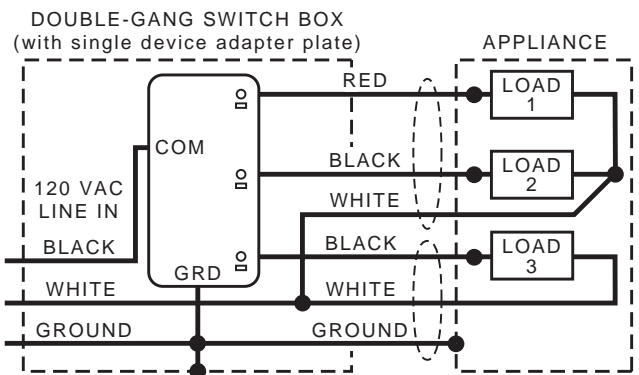 DOUBLE-GANG SWITCH BOX
(with single device adapter plate)
APPLIANCE
RED
LOAD
1
COM
BLACK
LOAD
2
120 VAC
LINE IN
WHITE
BLACK
BLACK
LOAD
3
GRD
WHITE
WHITE
GROUND
GROUND